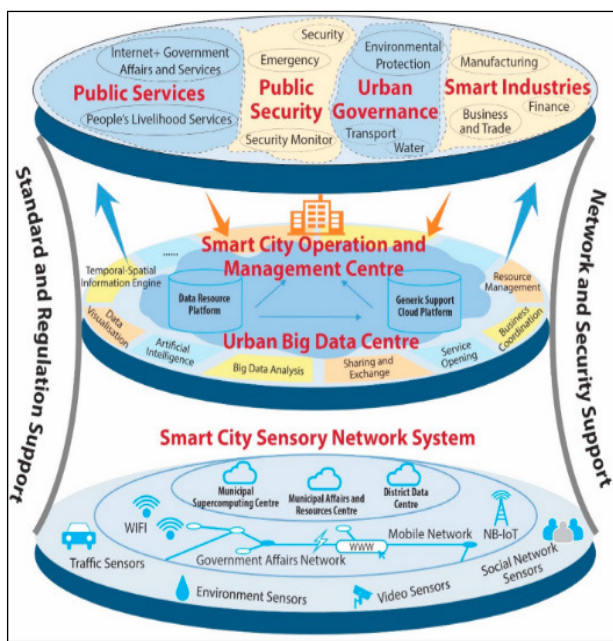 Security
Internet+ Government
Affairs and Services
Emergency
Environmental
Protection
Manufacturing
Public Services
Public
Security
Urban
Governance
Smart Industries
Finance
People's Livelihood Services
Security Monitor
Transport
Water
Business
and Trade
Standard and Regulation Support
Network and Security Support
......
Smart City Operation and
Management Centre
Temporal-Spatial
Information Engine
Data Resource
Platform
Generic Support
Cloud Platform
Resource
Management
Data
Visualisation
Urban Big Data Centre
Business
Coordination
Artificial
Intelligence
Big Data Analysis
Sharing and
Exchange
Service
Opening
Smart City Sensory Network System
Municipal
Supercomputing Centre
Municipal Affairs and
Resources Centre
District Data
Centre
WIFI
Mobile Network
NB-IoT
WWW
Traffic Sensors
Government Affairs Network
Social Network
Sensors
Environment Sensors
Video Sensors